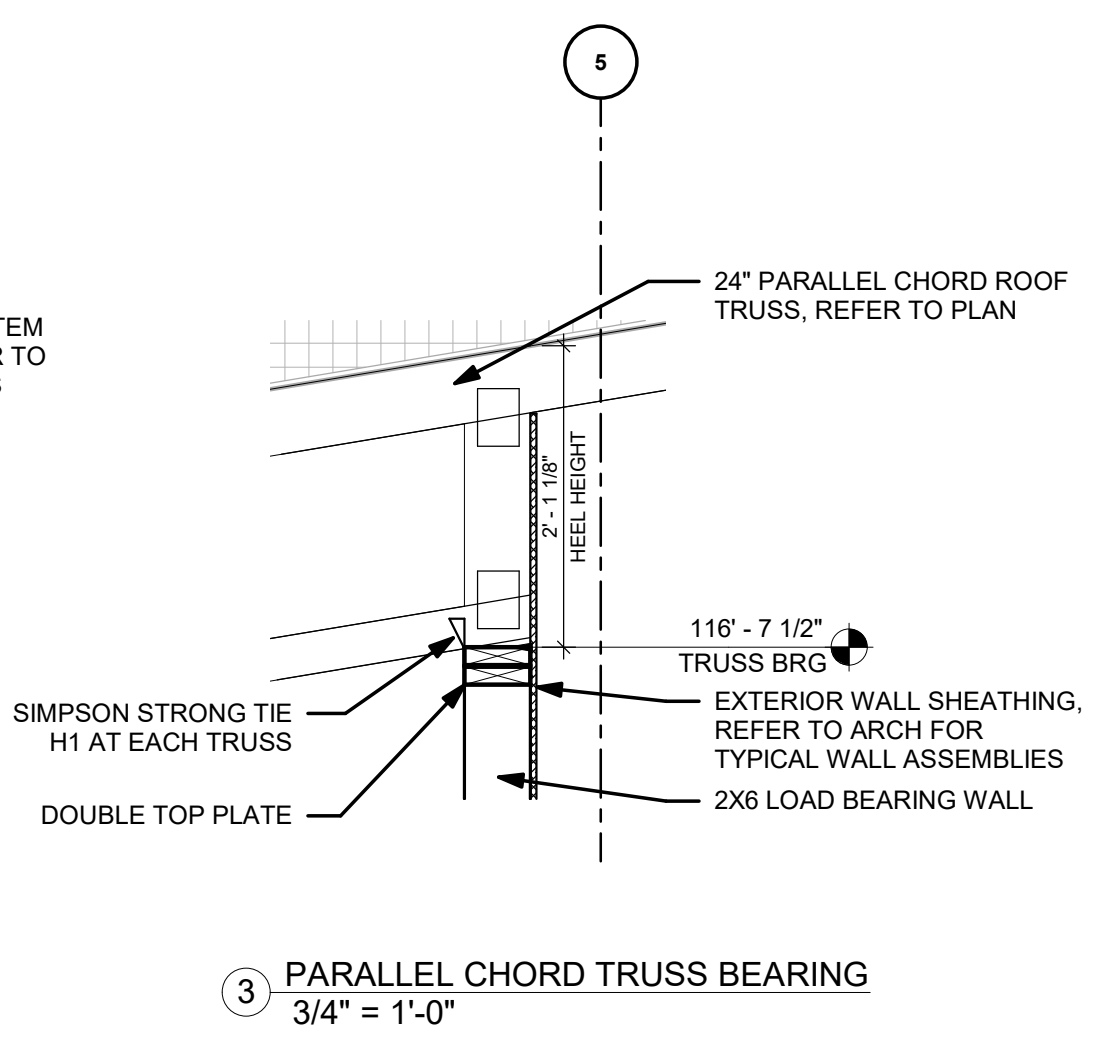 5
24" PARALLEL CHORD ROOF
TRUSS, REFER TO PLAN
TO
2' - 1 1/8"
HEEL HEIGHT
116' - 7 1/2"
TRUSS BRG
SIMPSON STRONG TIE
H1 AT EACH TRUSS
DOUBLE TOP PLATE
EXTERIOR WALL SHEATHING,
REFER TO ARCH FOR
TYPICAL WALL ASSEMBLIES
2X6 LOAD BEARING WALL
3 PARALLEL CHORD TRUSS BEARING
3/4" = 1'-0"